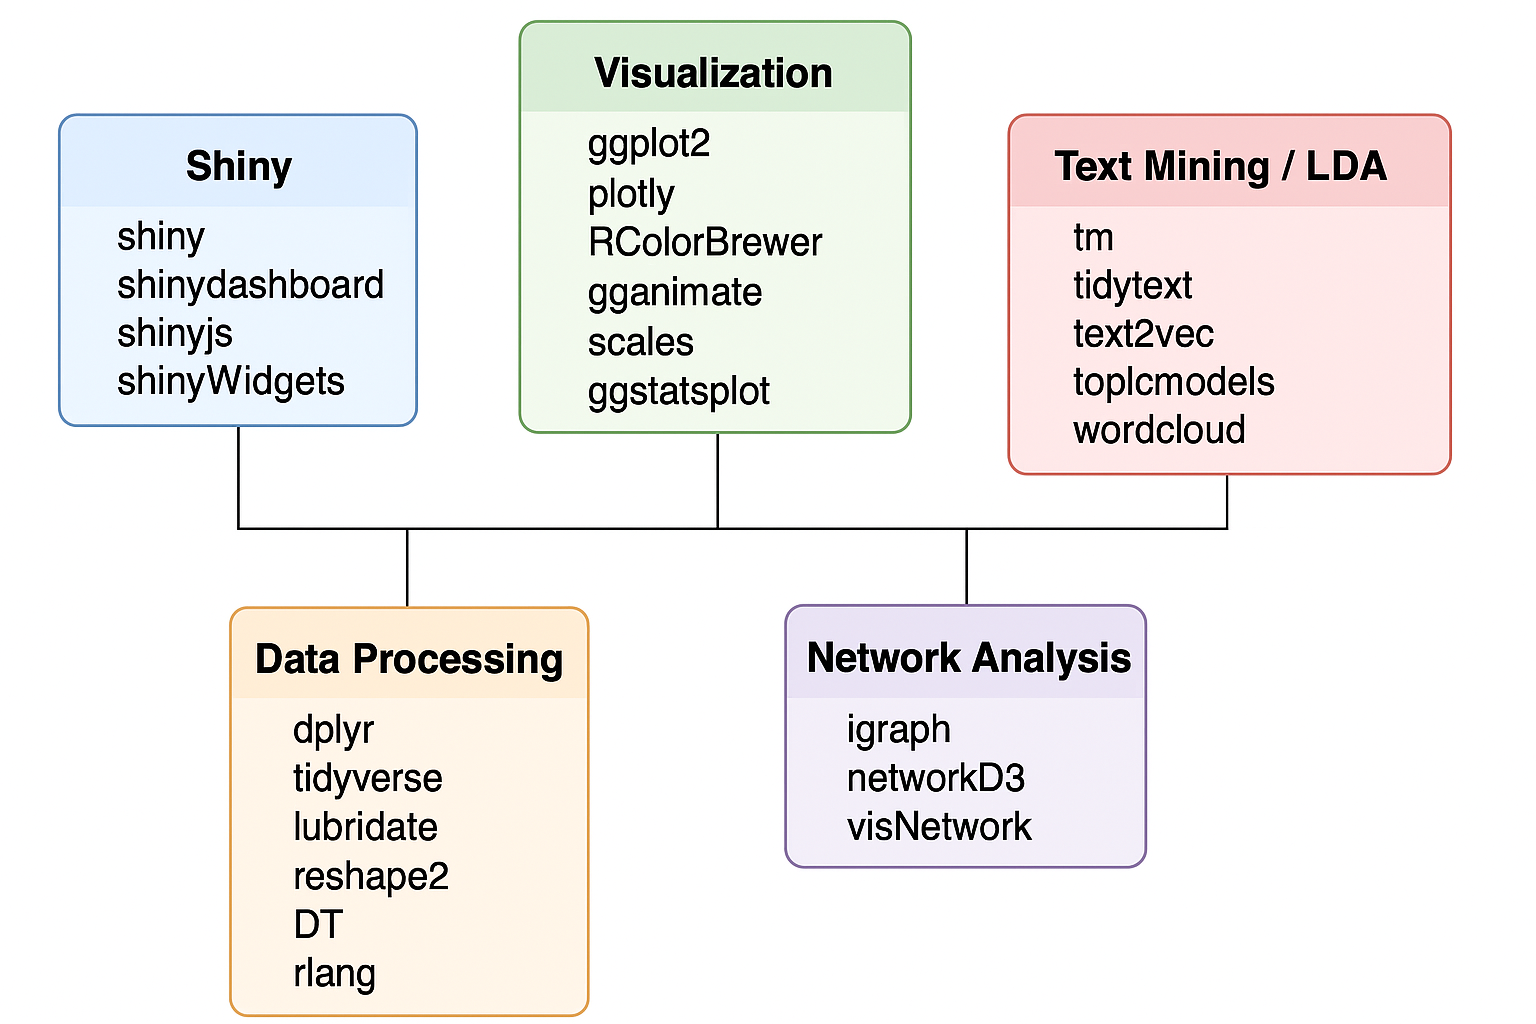 Shiny
shiny
shinydashboard
shinyjs
shinyWidgets
Visualization
ggplot2
plotly
RColorBrewer
gganimate
scales
ggstatsplot
Text Mining / LDA
tm
tidytext
text2vec
toplcmodels
wordcloud
Data Processing
dplyr
tidyverse
lubridate
reshape2
DT
rlang
Network Analysis
igraph
networkD3
visNetwork